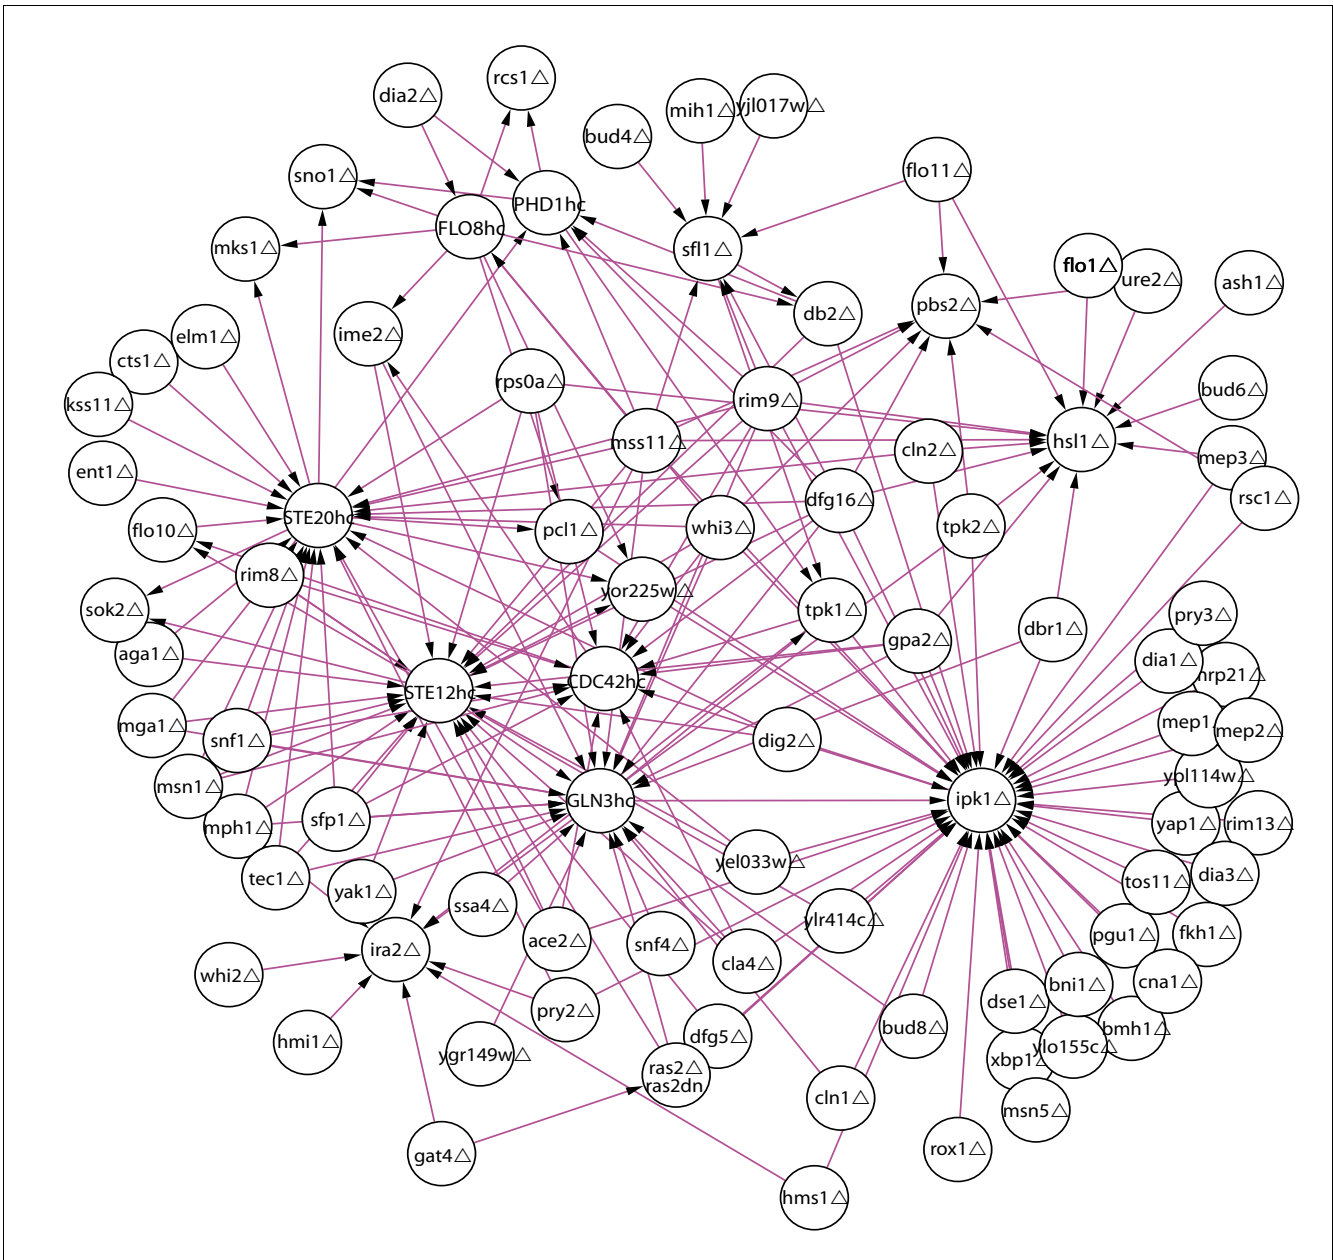 rcs1△
dia2△
mih1△
yjl017w△
bud4△
flo11△
sno1△
PHD1hc
FLO8hc
mks1△
sfl1△
flo1△
ure2△
ash1△
pbs2△
db2△
ime2△
elm1△
cts1△
kss11△
rps0a△
rim9△
bud6△
mss11△
cln2△
hsl1△
mep3△
ent1△
rsc1△
dfg16△
STE20hc
flo10△
pcl1△
whi3△
tpk2△
rim8△
yor225w△
sok2△
tpk1△
pry3△
dbr1△
gpa2△
aga1△
dia1△
nrp21△
CDC42hc
STE12hc
mga1△
snf1△
mep1
mep2△
dig2△
msn1△
ypl114w△
GLN3hc
ipk1△
mph1△
sfp1△
yap1△
rim13△
yel033w△
tec1△
yak1△
tos11△
dia3△
ssa4△
ylr414c△
ace2△
snf4△
pgu1△
fkh1△
ira2△
cla4△
whi2△
bni1△
cna1△
pry2△
dse1△
hmi1△
ygr149w△
dfg5△
bud8△
bmh1△
ylo155c△
xbp1△
ras2△
ras2dn
cln1△
msn5△
gat4△
rox1△
hms1△